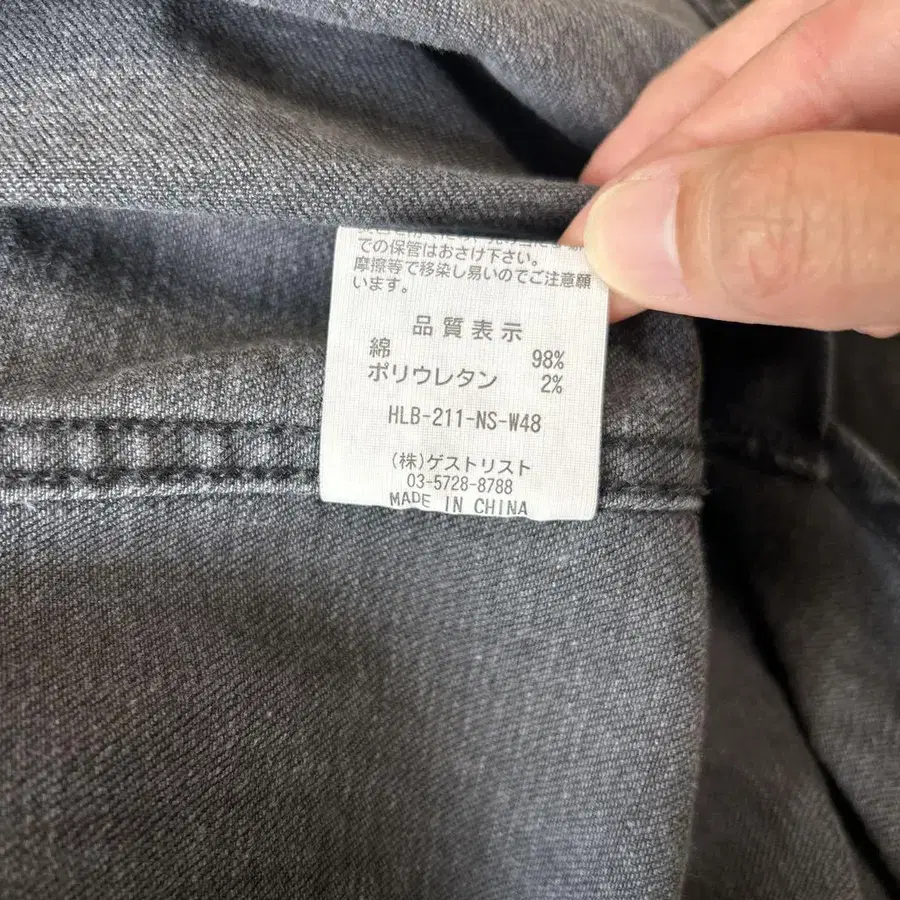 ての保管はおさけ下さい。
摩擦等で移染し易いのでご注意願
います。
品質表示
綿 98%
ポリウレタン 2%
HLB-211-NS-W48
(株)ゲストリスト
03-5728-8788
MADE IN CHINA